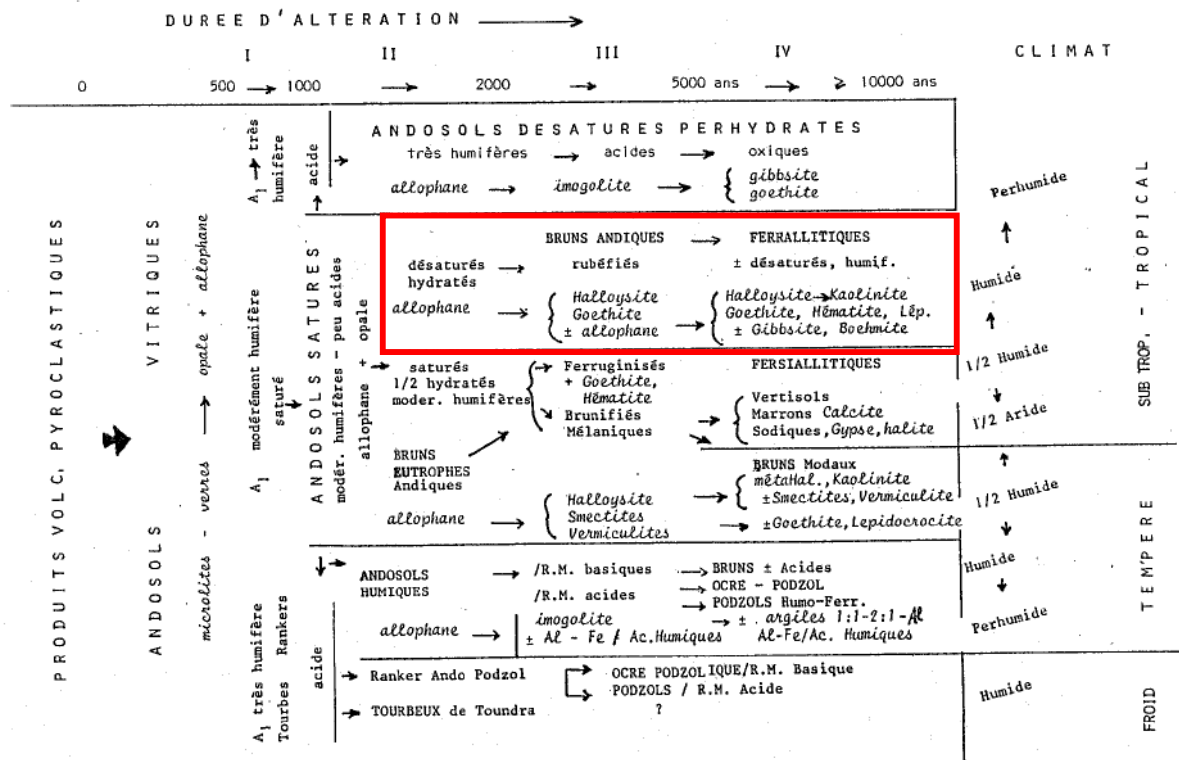 DUREE D'ALTERATION →
I II III IV CLIMAT
0 500 → 1000 → 2000 → 5000 ans → ⩾ 10000 ans
PRODUITS VOLC, PYROCLASTIQUES
ANDOSOLS VITRIQUES
microlites - verres → opale + allophane
A1 → très humifère
acide
A1 modérément humifère
saturé
A1 très humifère
Tourbes Rankers
acide
ANDOSOLS SATURES
modér. humifères - peu acides
allophane + opale
ANDOSOLS DESATURES PERHYDRATES
très humifères → acides → oxiques
allophane → imogolite → { gibbsite
goethite
BRUNS ANDIQUES → FERRALLITIQUES
désaturés → rubéfiés ± désaturés, humif.
hydratés
allophane → { Halloysite
Goethite
± allophane → { Halloysite → Kaolinite
Goethite, Hématite, Lép.
± Gibbsite, Boehmite
→ saturés
1/2 hydratés
moder. humifères { → Ferruginisés
+ Goethite,
Hématite
Brunifiés
Mélaniques
FERSIALLITIQUES
→ { Vertisols
Marrons Calcite
Sodiques, Gypse, halite
BRUNS
EUTROPHES
Andiques
BRUNS Modaux
allophane → { Halloysite
Smectites
Vermiculites
→ { métaHal., Kaolinite
± Smectites, Vermiculite
→ ± Goethite, Lepidocrocite
ANDOSOLS
HUMIQUES
→ /R.M. basiques → BRUNS ± Acides
/R.M. acides → OCRE - PODZOL
→ PODZOLS Humo-Ferr.
allophane → imogolite → ± argiles 1:1-2:1-Al
± Al - Fe / Ac.Humiques Al-Fe/Ac. Humiques
→ Ranker Ando Podzol → OCRE PODZOLIQUE/R.M. Basique
→ PODZOLS / R.M. Acide
→ TOURBEUX de Toundra ?
Perhumide
Humide
1/2 Humide
1/2 Aride
SUB TROP. - TROPICAL
1/2 Humide
Humide
Perhumide
TEMPERE
Humide
FROID